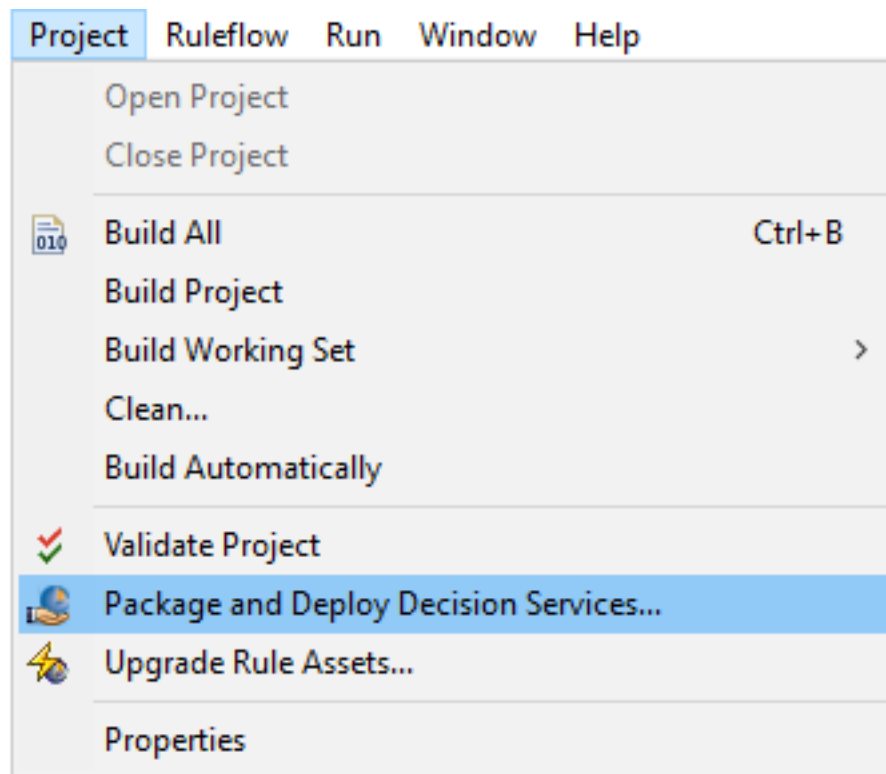 Project Ruleflow Run Window Help
Open Project
Close Project
010
Build All Ctrl+B
Build Project
Build Working Set >
Clean...
Build Automatically
Validate Project
Package and Deploy Decision Services...
Upgrade Rule Assets...
Properties